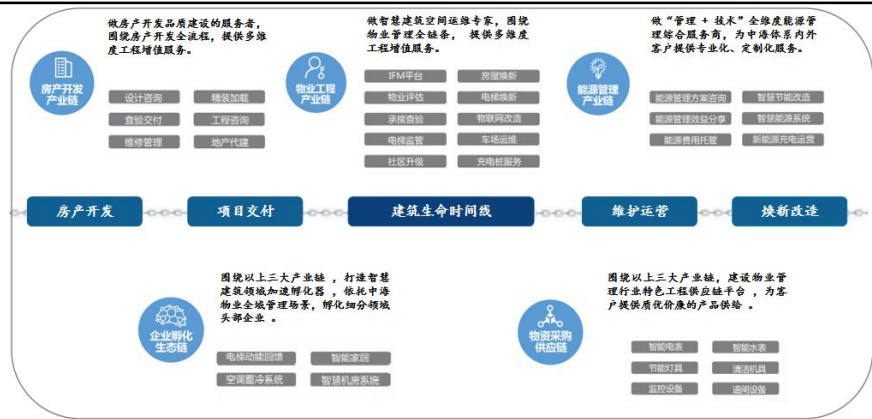 做房产开发品质建设的服务者，
围绕房产开发全流程，提供多维
度工程增值服务。
房产开发
产业链
设计咨询
精装加载
查验交付
工程咨询
维修管理
地产代建
做智慧建筑空间运维专家，围绕
物业管理全链条， 提供多维度
工程增值服务。
物业工程
产业链
IFM平台
房屋焕新
物业评估
电梯焕新
承接查验
物联网改造
电梯监管
车场运维
社区升级
充电桩服务
做“管理 + 技术”全维度能源管
理综合服务商，为中海体系内外
客户提供专业化、定制化服务。
能源管理
产业链
能源管理方案咨询
智慧节能改造
能源管理效益分享
智慧能源系统
能源费用托管
新能源充电运营
房产开发
项目交付
建筑生命时间线
维护运营
焕新改造
围绕以上三大产业链 ，打造智慧
建筑领域加速孵化器 ，依托中海
物业全域管理场景，孵化细分领域
头部企业 。
企业孵化
生态链
电梯动能回馈
智能家居
空调蓄冷系统
智慧机房系统
围绕以上三大产业链，建设物业管
理行业特色工程供应链平台 ，为客
户提供质优价廉的产品供给 。
物资采购
供应链
智能电表
智能水表
节能灯具
清洁机具
监控设备
道闸设备